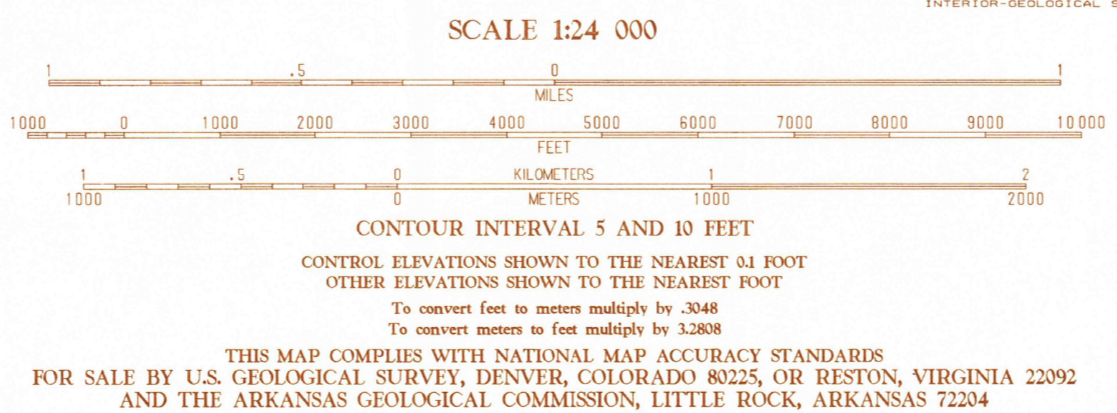 INTERIOR-GEOLOGICAL
SCALE 1:24 000
1 .5 0 1
MILES
1000 0 1000 2000 3000 4000 5000 6000 7000 8000 9000 10 000
FEET
1 .5 0 KILOMETERS 1 2
1000 0 METERS 1000 2000
CONTOUR INTERVAL 5 AND 10 FEET
CONTROL ELEVATIONS SHOWN TO THE NEAREST 0.1 FOOT
OTHER ELEVATIONS SHOWN TO THE NEAREST FOOT
To convert feet to meters multiply by .3048
To convert meters to feet multiply by 3.2808
THIS MAP COMPLIES WITH NATIONAL MAP ACCURACY STANDARDS
FOR SALE BY U.S. GEOLOGICAL SURVEY, DENVER, COLORADO 80225, OR RESTON, VIRGINIA 22092
AND THE ARKANSAS GEOLOGICAL COMMISSION, LITTLE ROCK, ARKANSAS 72204